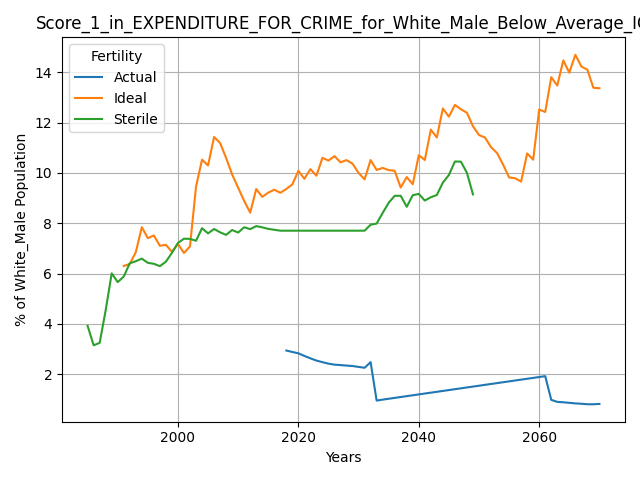 Score_1_in_EXPENDITURE_FOR_CRIME_for_White_Male_Below_Average_IC
Fertility
Actual
Ideal
Sterile
% of White_Male Population
14
12
10
8
6
4
2
2000 2020 2040 2060
Years